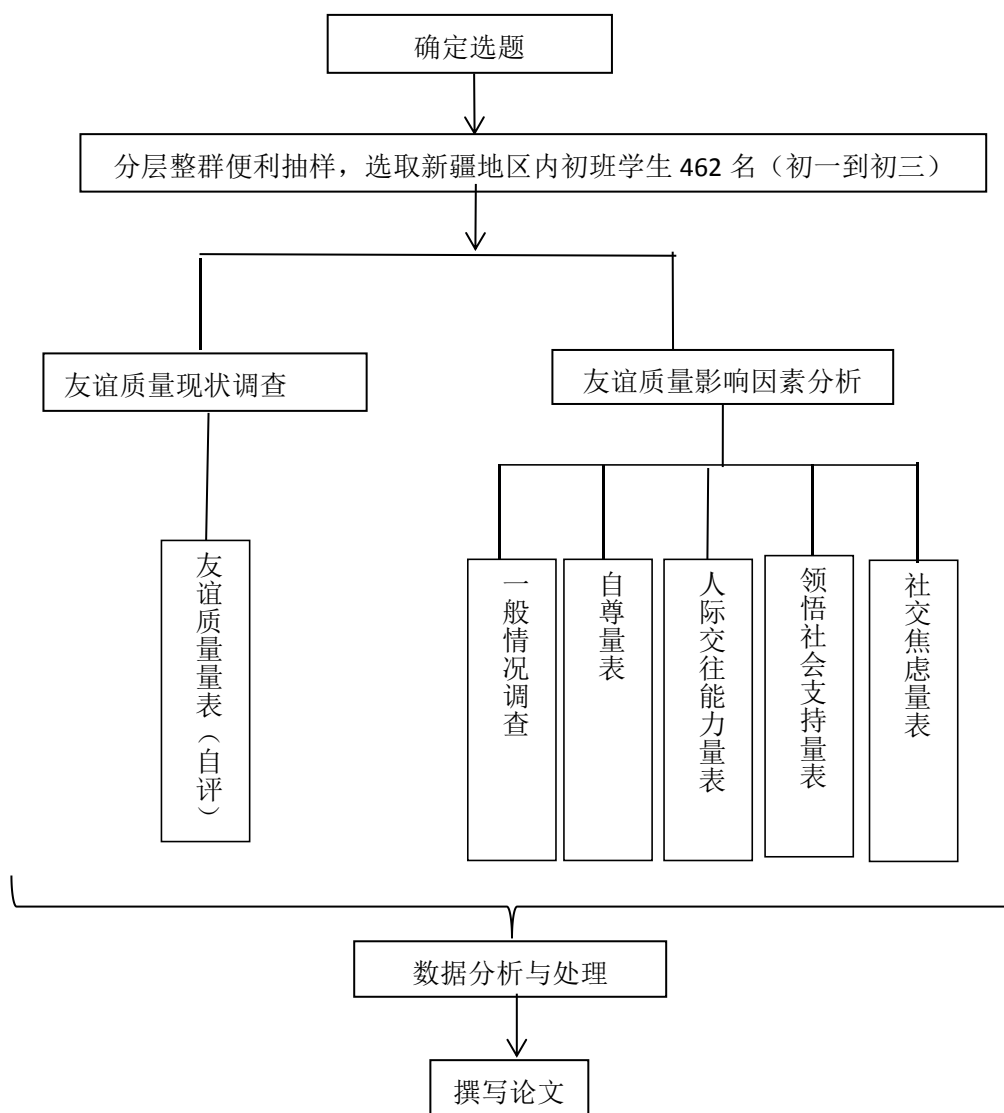 确定选题
分层整群便利抽样，选取新疆地区内初班学生 462 名（初一到初三）
友谊质量现状调查
友谊质量影响因素分析
友谊质量量表（自评）
一般情况调查
自尊量表
人际交往能力量表
领悟社会支持量表
社交焦虑量表
数据分析与处理
撰写论文